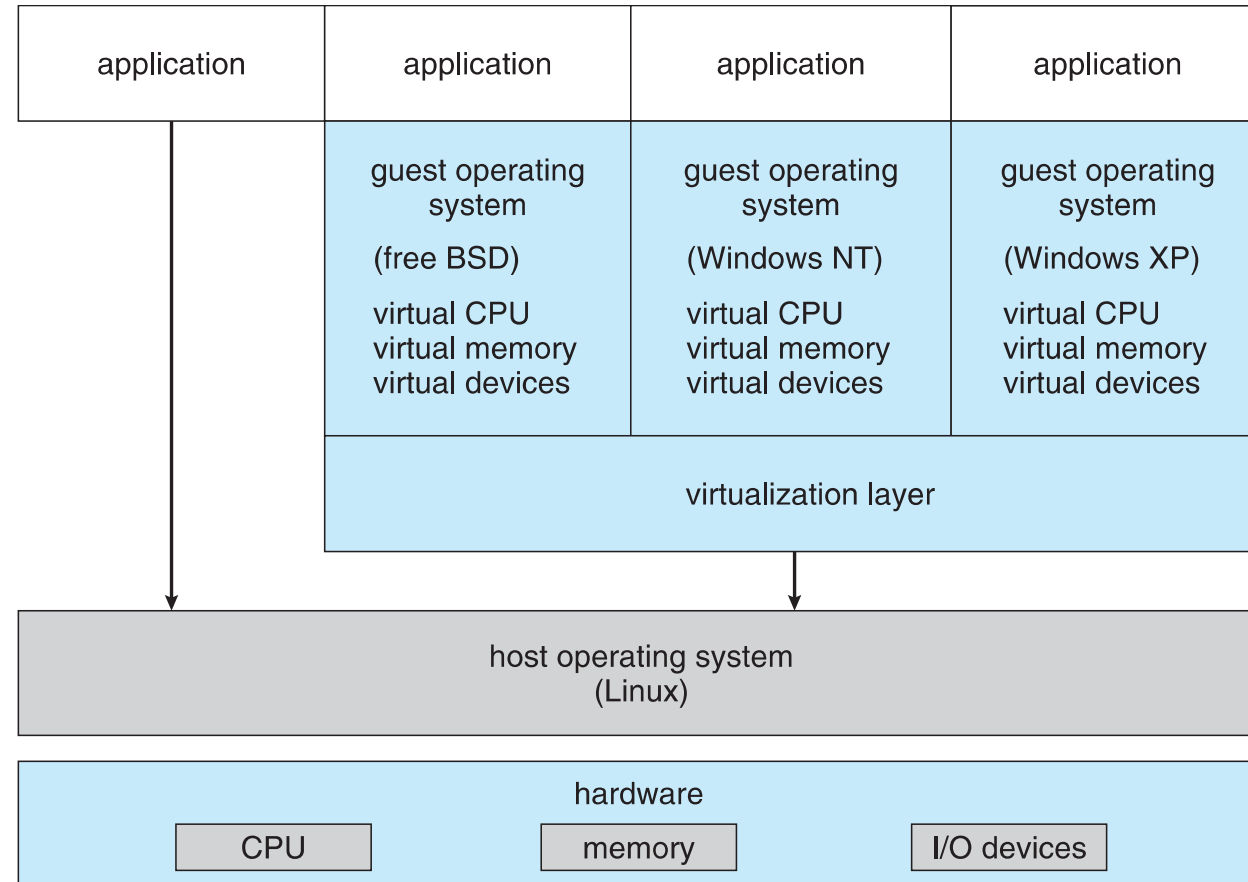 application
application
application
application
guest operating
system
(free BSD)
virtual CPU
virtual memory
virtual devices
guest operating
system
(Windows NT)
virtual CPU
virtual memory
virtual devices
guest operating
system
(Windows XP)
virtual CPU
virtual memory
virtual devices
virtualization layer
host operating system
(Linux)
hardware
CPU
memory
I/O devices